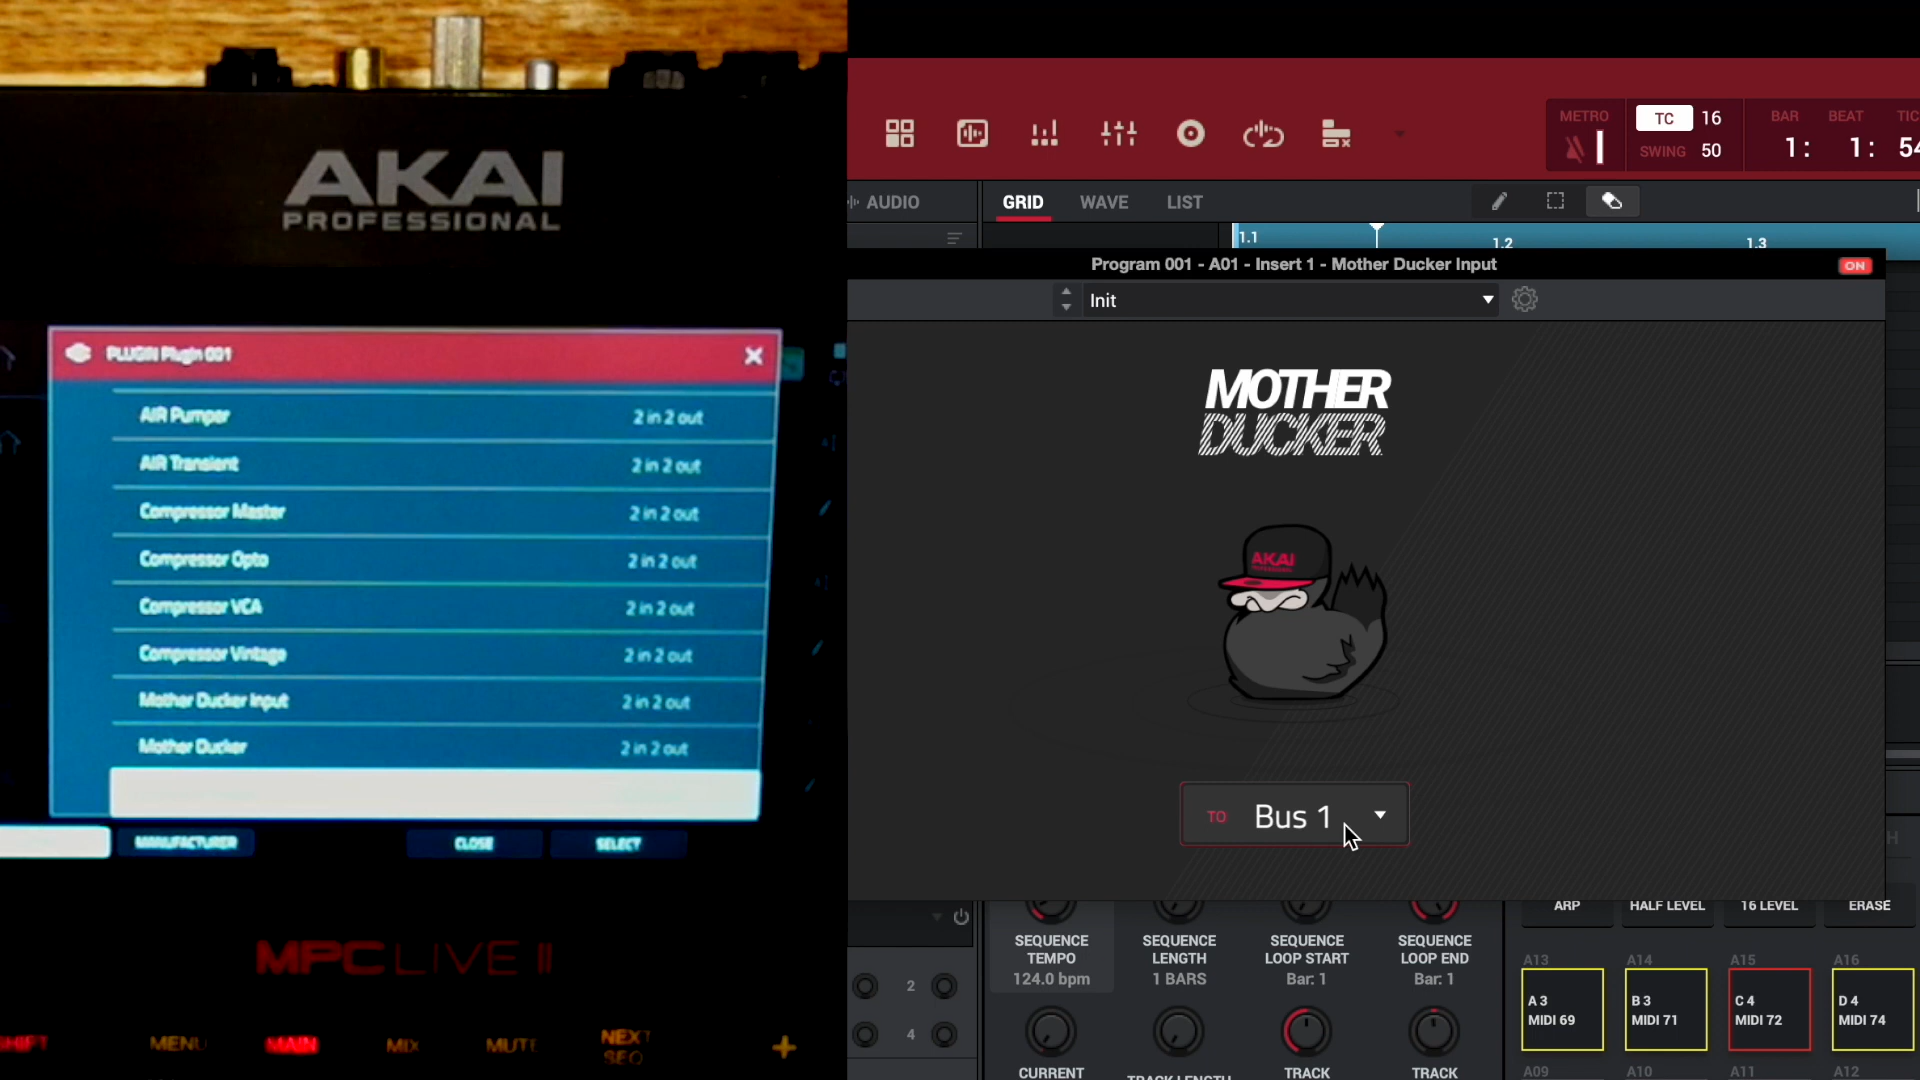 AKAI
PROFESSIONAL
PLUGIN Plugin 001
AIR Pumper 2 in 2 out
AIR Transient 2 in 2 out
Compressor Master 2 in 2 out
Compressor Opto 2 in 2 out
Compressor VCA 2 in 2 out
Compressor Vintage 2 in 2 out
Mother Ducker Input 2 in 2 out
Mother Ducker 2 in 2 out
MANUFACTURER CLOSE SELECT
MPC LIVE II
SHIFT MENU MAIN MIX MUTE NEXT
SEQ
METRO TC 16 BAR BEAT TIC
SWING 50 1: 1: 54
AUDIO GRID WAVE LIST
1.1 1.2 1.3
Program 001 - A01 - Insert 1 - Mother Ducker Input ON
Init
MOTHER
DUCKER
AKAI
PROFESSIONAL
TO Bus 1
H
ARP HALF LEVEL 16 LEVEL ERASE
SEQUENCE
TEMPO
124.0 bpm
SEQUENCE
LENGTH
1 BARS
SEQUENCE
LOOP START
Bar: 1
SEQUENCE
LOOP END
Bar: 1
2
4
CURRENT TRACK LENGTH TRACK TRACK
A13 A14 A15 A16
A 3
MIDI 69
B 3
MIDI 71
C 4
MIDI 72
D 4
MIDI 74
A09 A10 A11 A12